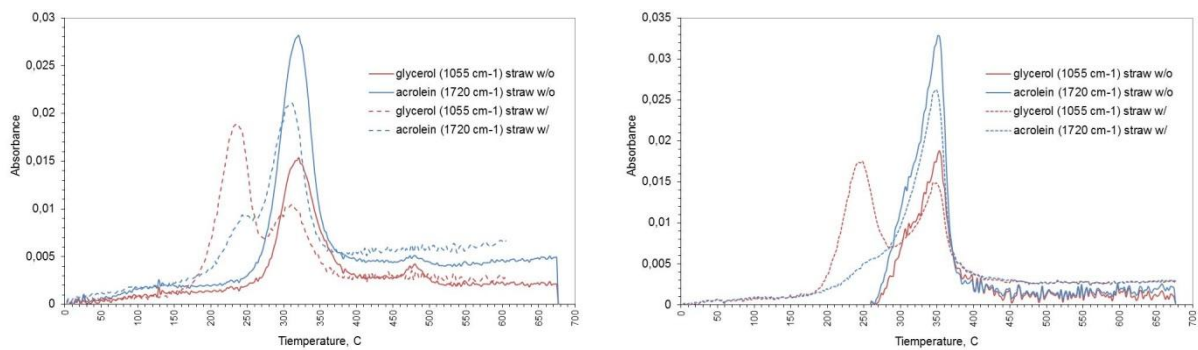 0,03
0,025
0,02
0,015
0,01
0,005
0
Absorbance
glycerol (1055 cm-1) straw w/o
acrolein (1720 cm-1) straw w/o
glycerol (1055 cm-1) straw w/
acrolein (1720 cm-1) straw w/
0 50 100 150 200 250 300 350 400 450 500 550 600 650 700
Tiemperature, C
0,035
0,03
0,025
0,02
0,015
0,01
0,005
0
Absorbance
glycerol (1055 cm-1) straw w/o
acrolein (1720 cm-1) straw w/o
glycerol (1055 cm-1) straw w/
acrolein (1720 cm-1) straw w/
0 50 100 150 200 250 300 350 400 450 500 550 600 650 700
Tiemperature, C